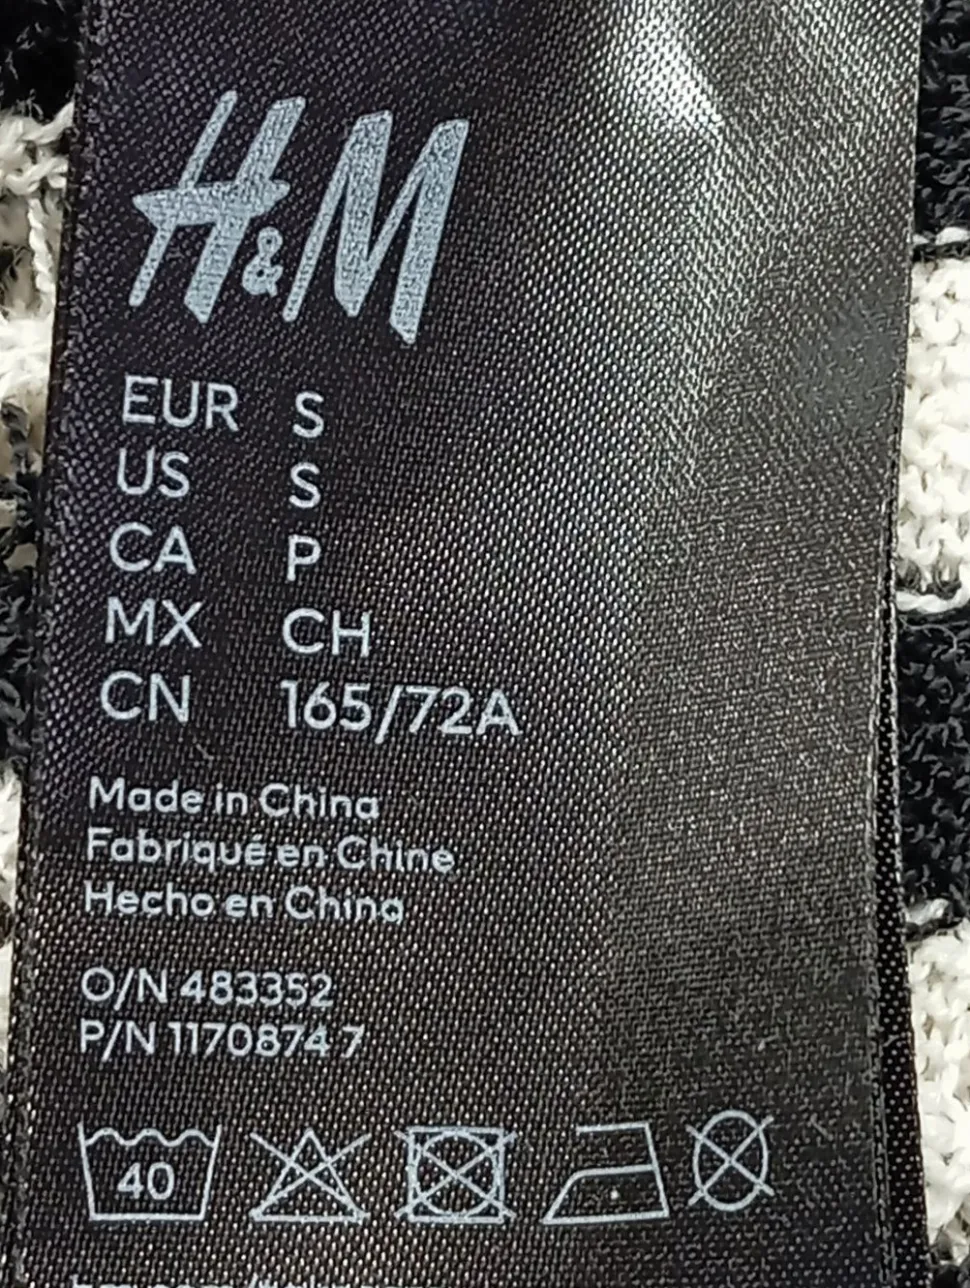 H&M
EUR S
US S
CA P
MX CH
CN 165/72A
Made in China
Fabriqué en Chine
Hecho en China
O/N 483352
P/N 1170874 7
40